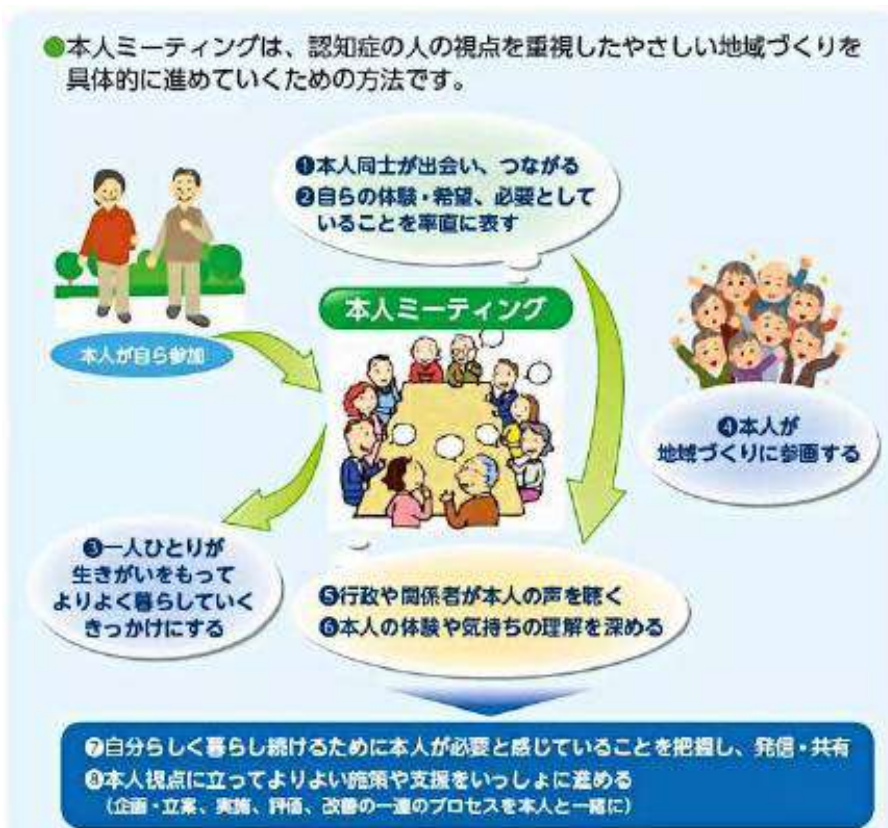 ●本人ミーティングは、認知症の人の視点を重視したやさしい地域づくりを
具体的に進めていくための方法です。
❶本人同士が出会い、つながる
❷自らの体験・希望、必要として
いることを率直に表す
本人ミーティング
本人が自ら参加
❹本人が
地域づくりに参画する
❸一人ひとりが
生きがいをもって
よりよく暮らしていく
きっかけにする
❺行政や関係者が本人の声を聴く
❻本人の体験や気持ちの理解を深める
❼自分らしく暮らし続けるために本人が必要と感じていることを把握し、発信・共有
❽本人視点に立ってよりよい施策や支援をいっしょに進める
(企画・立案、実施、評価、改善の一連のプロセスを本人と一緒に)